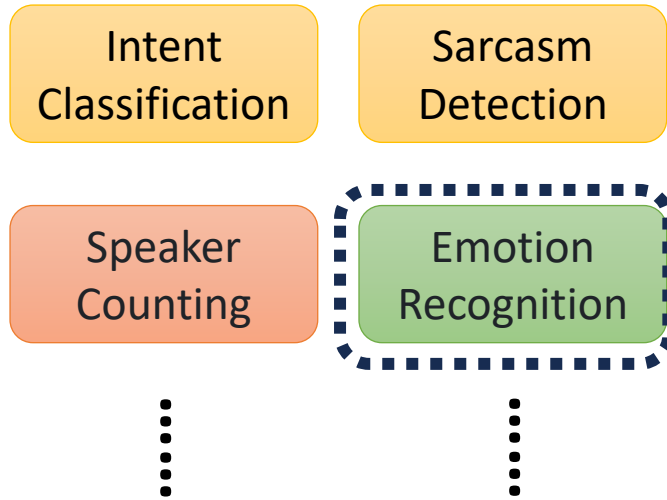 Intent
Classification
Sarcasm
Detection
Speaker
Counting
Emotion
Recognition